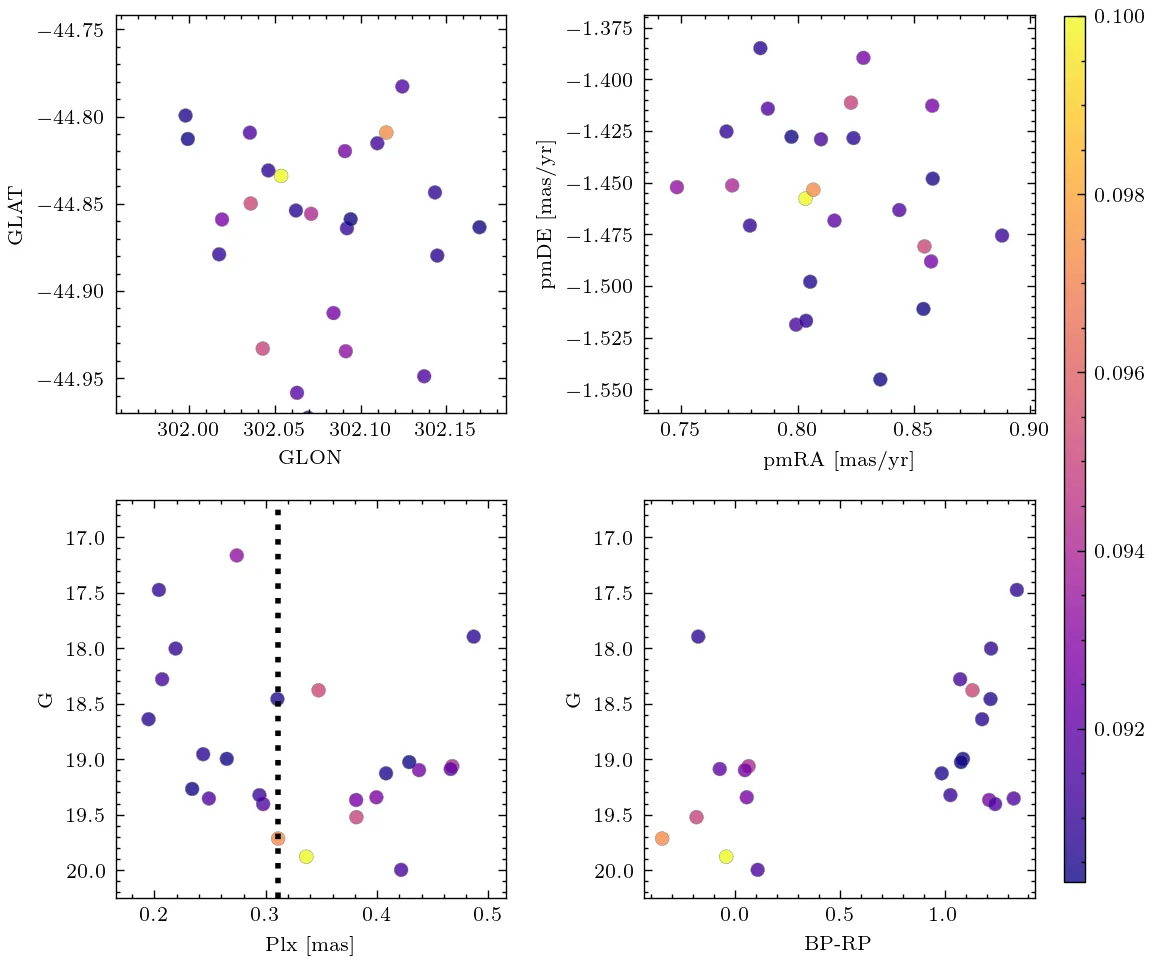 −44.75
−44.80
−44.85
−44.90
−44.95
GLAT
302.00 302.05 302.10 302.15
GLON
−1.375
−1.400
−1.425
−1.450
−1.475
−1.500
−1.525
−1.550
pmDE [mas/yr]
0.75 0.80 0.85 0.90
pmRA [mas/yr]
17.0
17.5
18.0
18.5
19.0
19.5
20.0
G
0.2 0.3 0.4 0.5
Plx [mas]
17.0
17.5
18.0
18.5
19.0
19.5
20.0
G
0.0 0.5 1.0
BP-RP
0.100
0.098
0.096
0.094
0.092